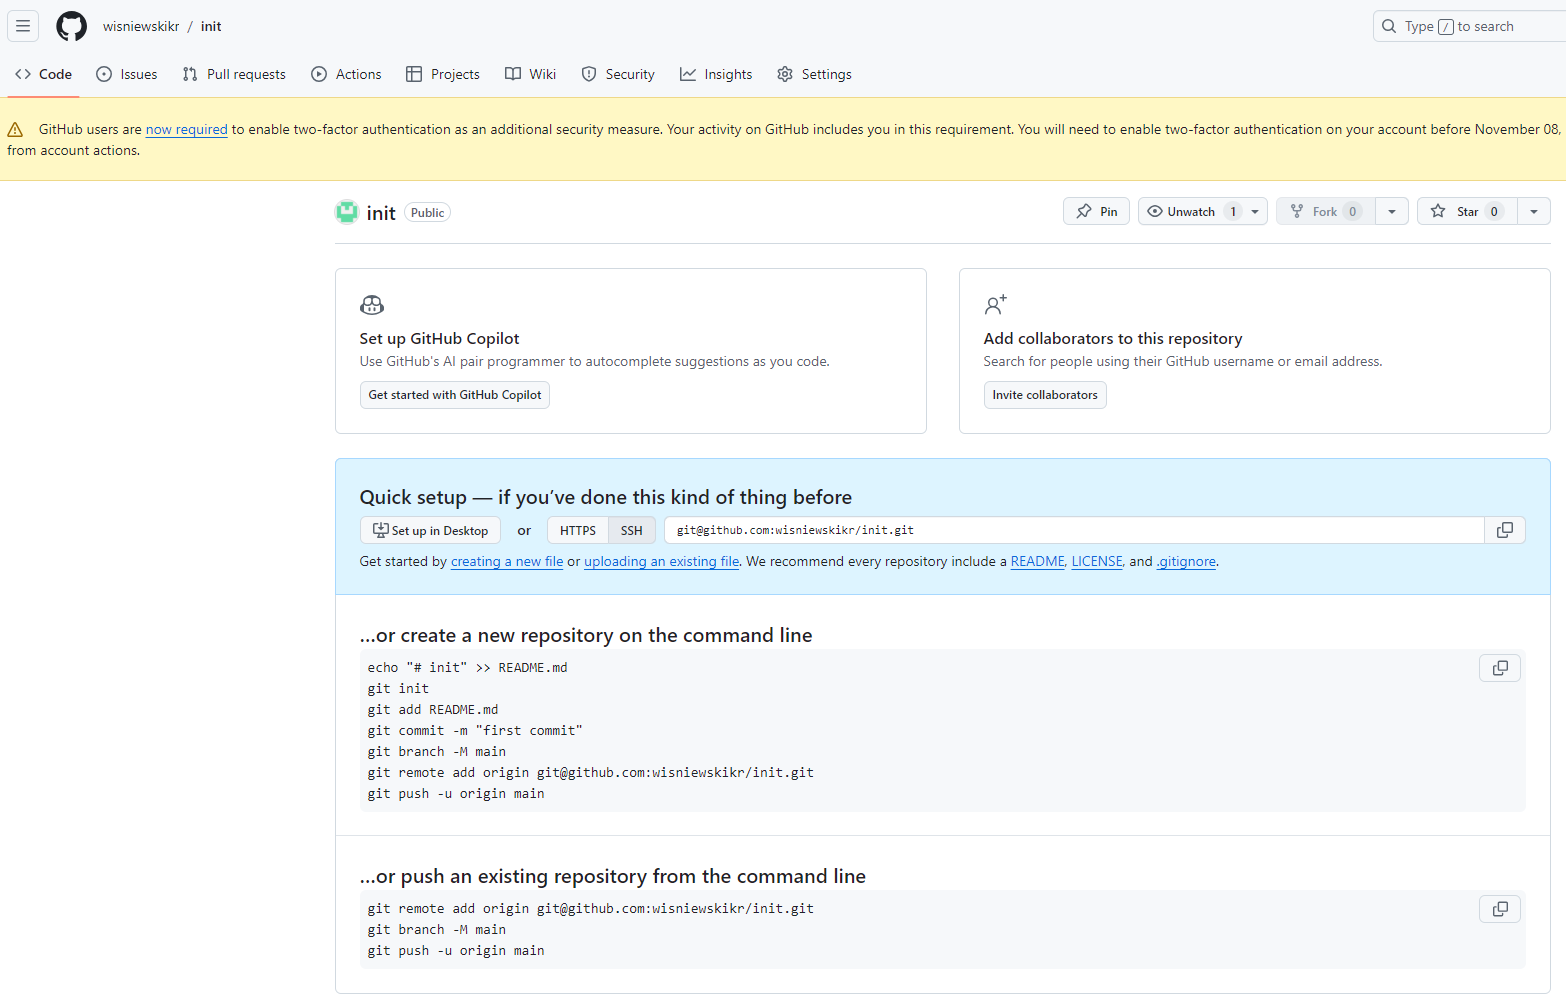 wisniewskikr / init
Type / to search
Code Issues Pull requests Actions Projects Wiki Security Insights Settings
GitHub users are now required to enable two-factor authentication as an additional security measure. Your activity on GitHub includes you in this requirement. You will need to enable two-factor authentication on your account before November 08,
from account actions.
init Public
Pin Unwatch 1 Fork 0 Star 0
Set up GitHub Copilot
Use GitHub's AI pair programmer to autocomplete suggestions as you code.
Get started with GitHub Copilot
Add collaborators to this repository
Search for people using their GitHub username or email address.
Invite collaborators
Quick setup — if you’ve done this kind of thing before
Set up in Desktop or HTTPS SSH git@github.com:wisniewskikr/init.git
Get started by creating a new file or uploading an existing file. We recommend every repository include a README, LICENSE, and .gitignore.
…or create a new repository on the command line
echo "# init" >> README.md
git init
git add README.md
git commit -m "first commit"
git branch -M main
git remote add origin git@github.com:wisniewskikr/init.git
git push -u origin main
…or push an existing repository from the command line
git remote add origin git@github.com:wisniewskikr/init.git
git branch -M main
git push -u origin main